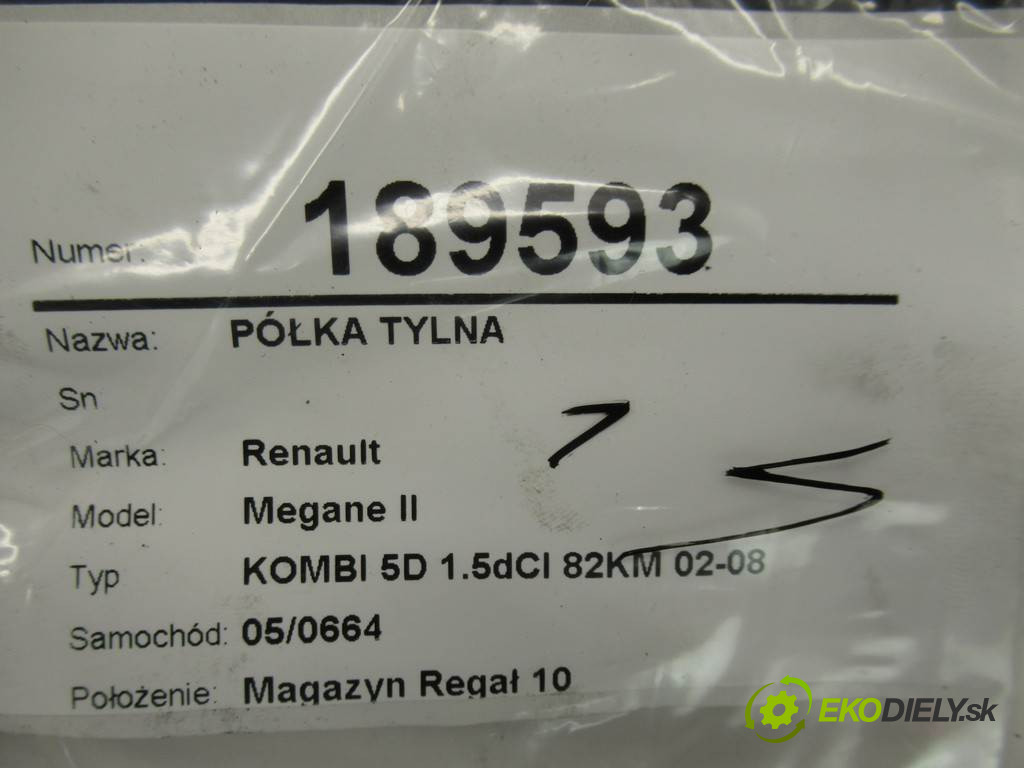 Numer: 189593
Nazwa: PÓŁKA TYLNA
Sn
Marka: Renault
Model: Megane II
Typ KOMBI 5D 1.5dCI 82KM 02-08
Samochód: 05/0664
Położenie: Magazyn Regał 10
EKODIELY.sk